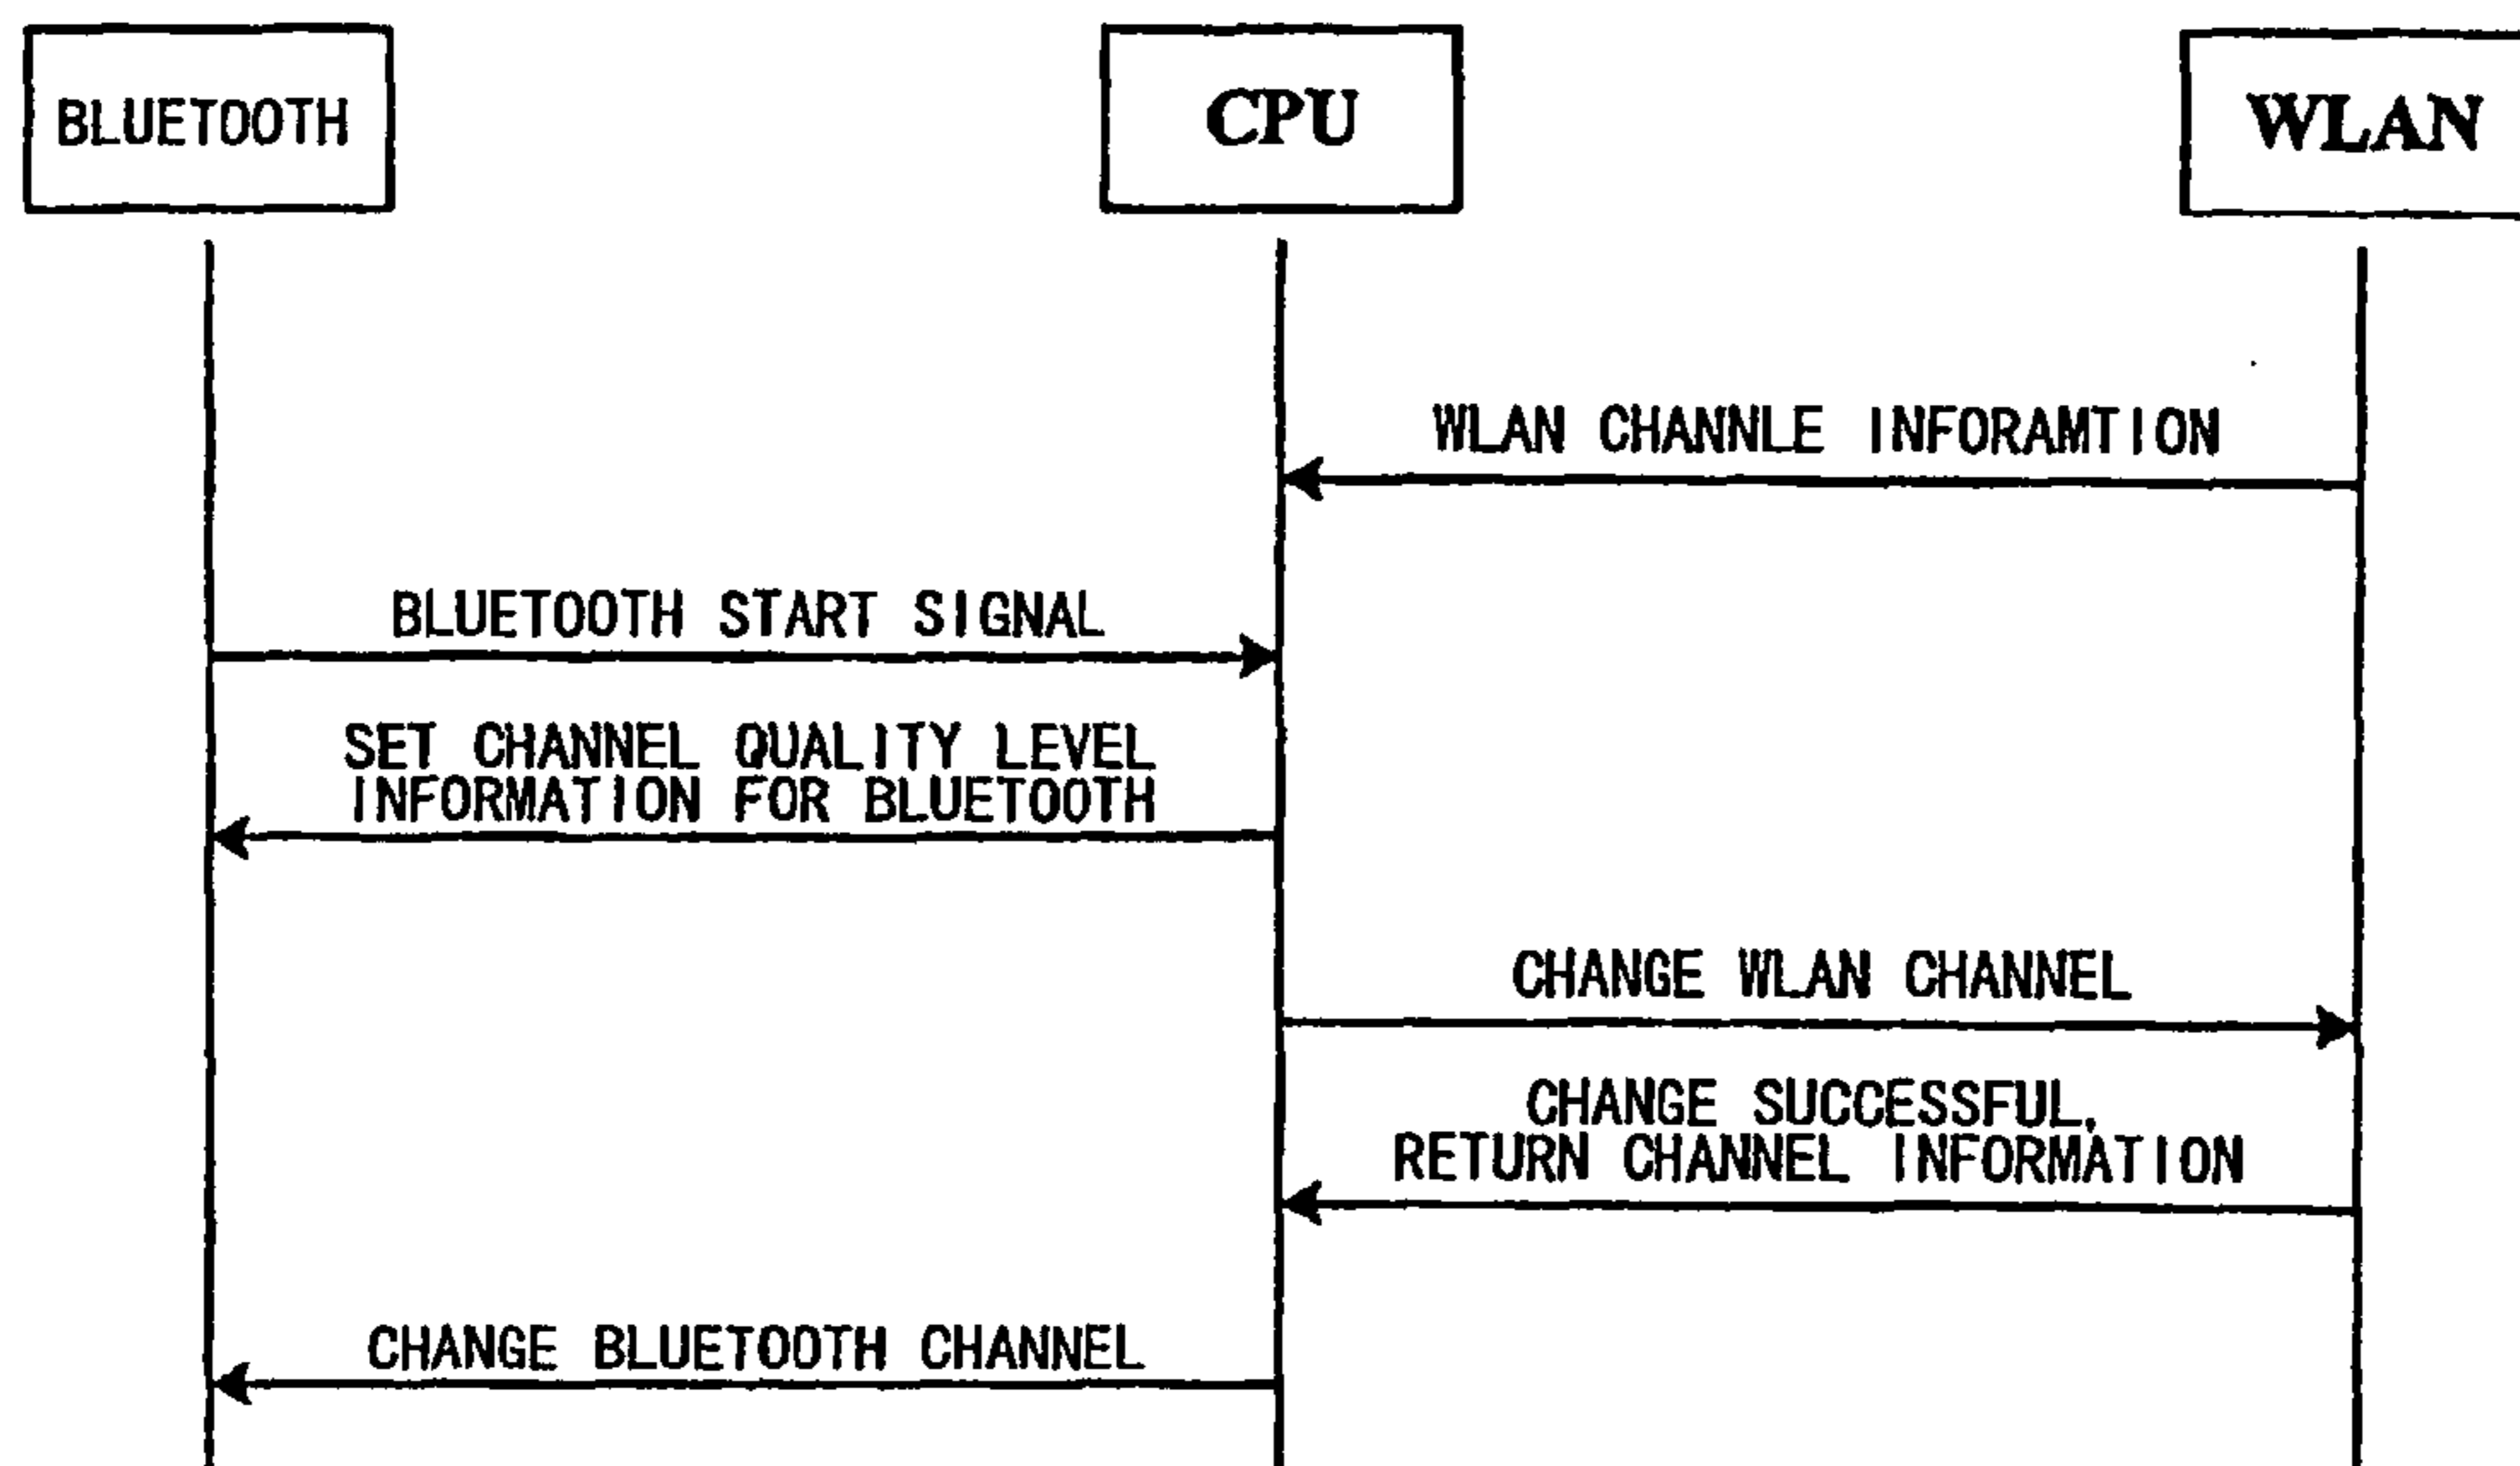 BLUETOOTH
CPU
WLAN
WLAN CHANNLE INFORAMTION
BLUETOOTH START SIGNAL
SET CHANNEL QUALITY LEVEL
INFORMATION FOR BLUETOOTH
CHANGE WLAN CHANNEL
CHANGE SUCCESSFUL,
RETURN CHANNEL INFORMATION
CHANGE BLUETOOTH CHANNEL